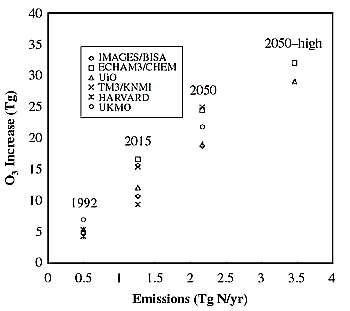 40
35
30
25
20
15
10
5
0
O3 Increase (Tg)
IMAGES/BISA
ECHAM3/CHEM
UiO
TM3/KNMI
HARVARD
UKMO
2050–high
2050
2015
1992
0 0.5 1 1.5 2 2.5 3 3.5 4
Emissions (Tg N/yr)